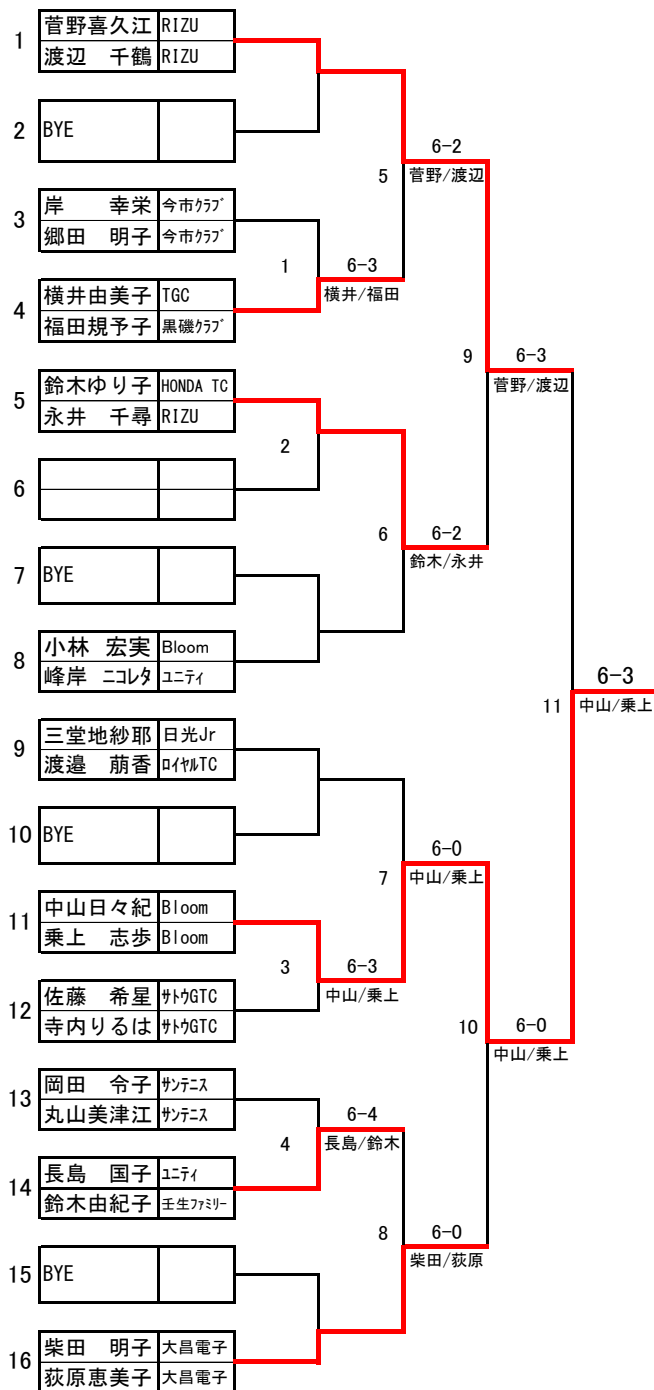 1 菅野喜久江 RIZU
渡辺　千鶴 RIZU
2 BYE
3 岸　　幸栄 今市ｸﾗﾌﾞ
郷田　明子 今市ｸﾗﾌﾞ
4 横井由美子 TGC
福田規予子 黒磯ｸﾗﾌﾞ
5 鈴木ゆり子 HONDA TC
永井　千尋 RIZU
6
7 BYE
8 小林　宏実 Bloom
峰岸　ﾆｺﾚﾀ ﾕﾆﾃｨ
9 三堂地紗耶 日光Jr
渡邉　萠香 ﾛｲﾔﾙTC
10 BYE
11 中山日々紀 Bloom
乗上　志歩 Bloom
12 佐藤　希星 ｻﾄｳGTC
寺内りるは ｻﾄｳGTC
13 岡田　令子 ｻﾝﾃﾆｽ
丸山美津江 ｻﾝﾃﾆｽ
14 長島　国子 ﾕﾆﾃｨ
鈴木由紀子 壬生ﾌｧﾐﾘｰ
15 BYE
16 柴田　明子 大昌電子
荻原恵美子 大昌電子
1
6-3
横井/福田
2
3
6-3
中山/乗上
4
6-4
長島/鈴木
5
6-2
菅野/渡辺
6
6-2
鈴木/永井
7
6-0
中山/乗上
8
6-0
柴田/荻原
9
6-3
菅野/渡辺
10
6-0
中山/乗上
11
6-3
中山/乗上